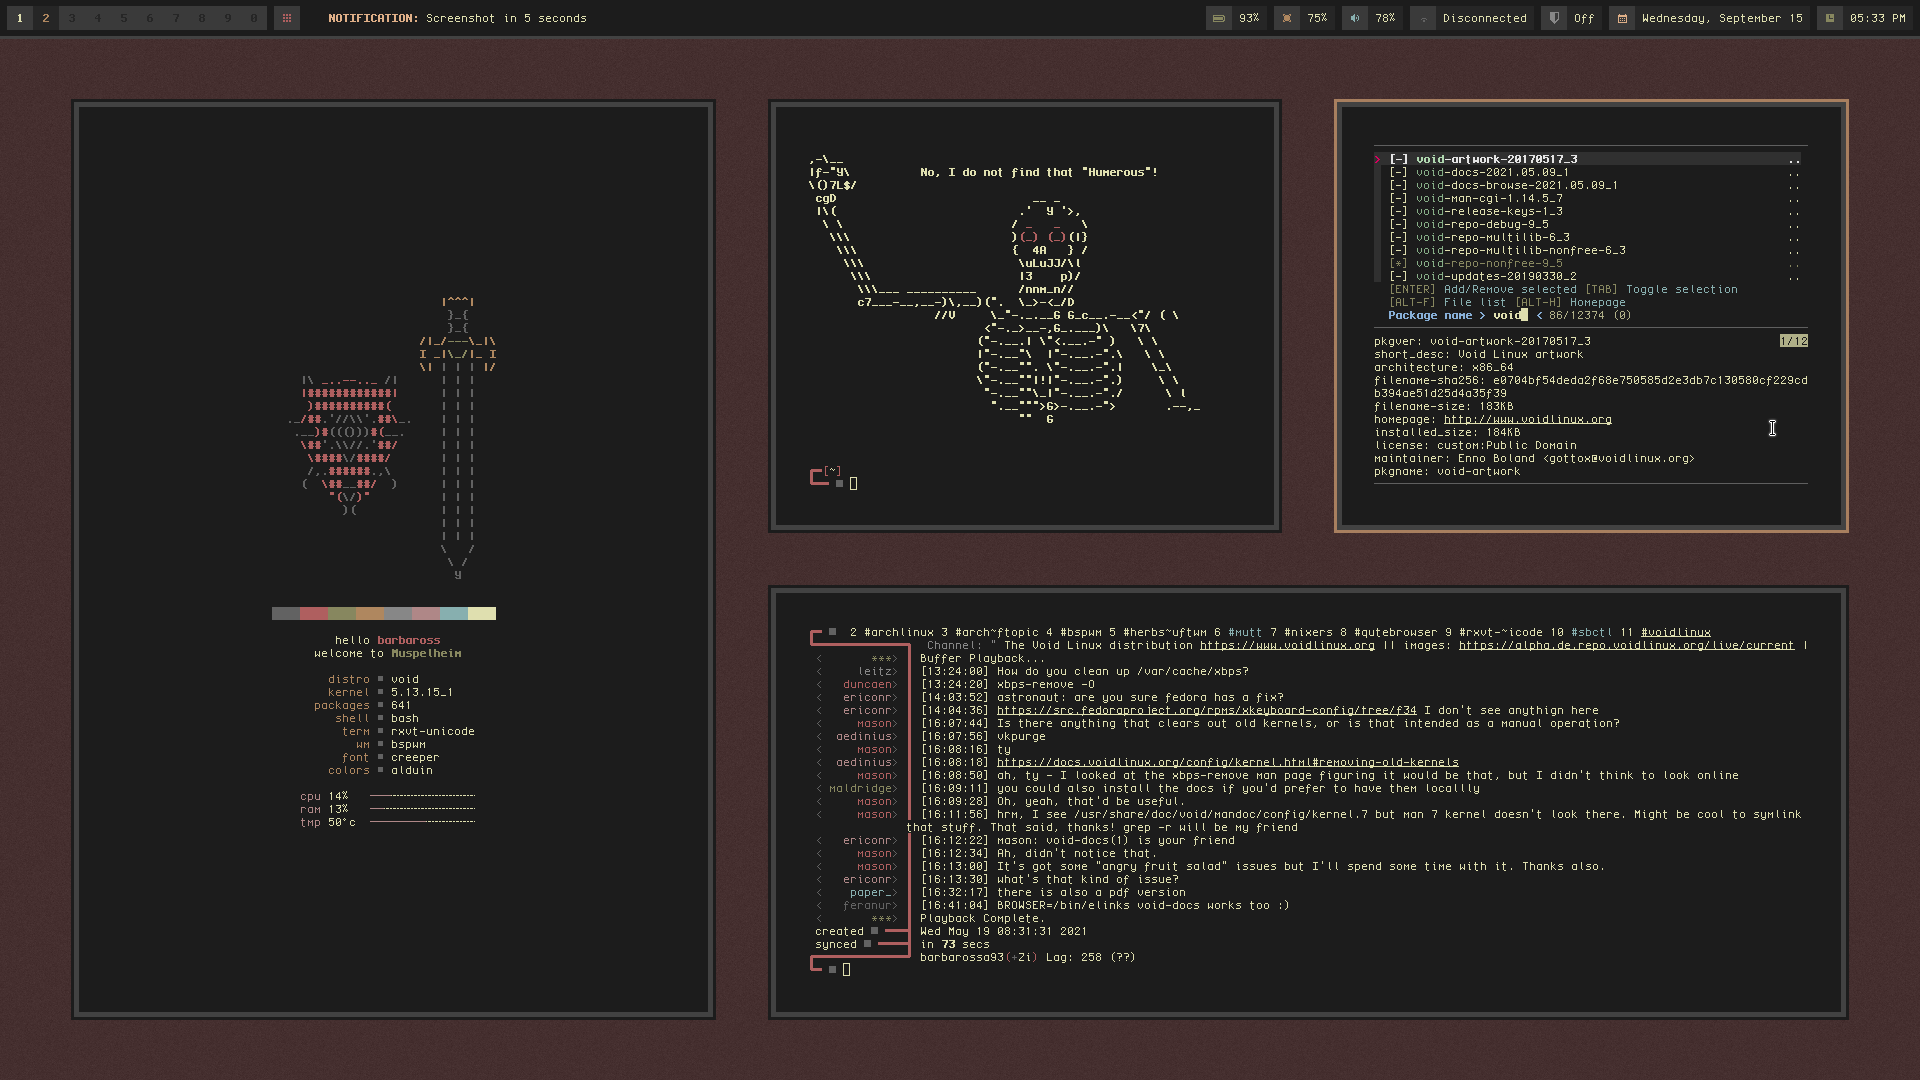 1 2 3 4 5 6 7 8 9 0 NOTIFICATION: Screenshot in 5 seconds 93% 75% 78% Disconnected Off Wednesday, September 15 05:33 PM
hello barbaross
welcome to Muspelheim
distro ■ void
kernel ■ 5.13.15_1
packages ■ 641
shell ■ bash
term ■ rxvt-unicode
wm ■ bspwm
font ■ creeper
colors ■ alduin
cpu 14%
ram 13%
tmp 50°c
No, I do not find that "Humerous"!
[~]
> [-] void-artwork-20170517_3 ..
[-] void-docs-2021.05.09_1 ..
[-] void-docs-browse-2021.05.09_1 ..
[-] void-man-cgi-1.14.5_7 ..
[-] void-release-keys-1_3 ..
[-] void-repo-debug-9_5 ..
[-] void-repo-multilib-6_3 ..
[-] void-repo-multilib-nonfree-6_3 ..
[*] void-repo-nonfree-9_5 ..
[-] void-updates-20190330_2 ..
[ENTER] Add/Remove selected [TAB] Toggle selection
[ALT-F] File list [ALT-H] Homepage
Package name > void < 86/12374 (0)
pkgver: void-artwork-20170517_3 1/12
short_desc: Void Linux artwork
architecture: x86_64
filename-sha256: e0704bf54deda2f68e750585d2e3db7c130580cf229cd
b394ae51d25d4a35f39
filename-size: 183KB
homepage: http://www.voidlinux.org
installed_size: 184KB
license: custom:Public Domain
maintainer: Enno Boland <gottox@voidlinux.org>
pkgname: void-artwork
2 #archlinux 3 #arch~ftopic 4 #bspwm 5 #herbs~uftwm 6 #mutt 7 #nixers 8 #qutebrowser 9 #rxvt-~icode 10 #sbctl 11 #voidlinux
Channel: " The Void Linux distribution https://www.voidlinux.org || images: https://alpha.de.repo.voidlinux.org/live/current |
< ***> Buffer Playback...
< leitz> [13:24:00] How do you clean up /var/cache/xbps?
< duncaen> [13:24:20] xbps-remove -O
< ericonr> [14:03:52] astronaut: are you sure fedora has a fix?
< ericonr> [14:04:36] https://src.fedoraproject.org/rpms/xkeyboard-config/tree/f34 I don't see anythign here
< mason> [16:07:44] Is there anything that clears out old kernels, or is that intended as a manual operation?
< aedinius> [16:07:56] vkpurge
< mason> [16:08:16] ty
< aedinius> [16:08:18] https://docs.voidlinux.org/config/kernel.html#removing-old-kernels
< mason> [16:08:50] ah, ty - I looked at the xbps-remove man page figuring it would be that, but I didn't think to look online
< maldridge> [16:09:11] you could also install the docs if you'd prefer to have them locallly
< mason> [16:09:28] Oh, yeah, that'd be useful.
< mason> [16:11:56] hrm, I see /usr/share/doc/void/mandoc/config/kernel.7 but man 7 kernel doesn't look there. Might be cool to symlink
that stuff. That said, thanks! grep -r will be my friend
< ericonr> [16:12:22] mason: void-docs(1) is your friend
< mason> [16:12:34] Ah, didn't notice that.
< mason> [16:13:00] It's got some "angry fruit salad" issues but I'll spend some time with it. Thanks also.
< ericonr> [16:13:30] what's that kind of issue?
< paper_> [16:32:17] there is also a pdf version
< feranur> [16:41:04] BROWSER=/bin/elinks void-docs works too :)
< ***> Playback Complete.
created ■ Wed May 19 08:31:31 2021
synced ■ in 73 secs
barbarossa93(+Zi) Lag: 258 (??)